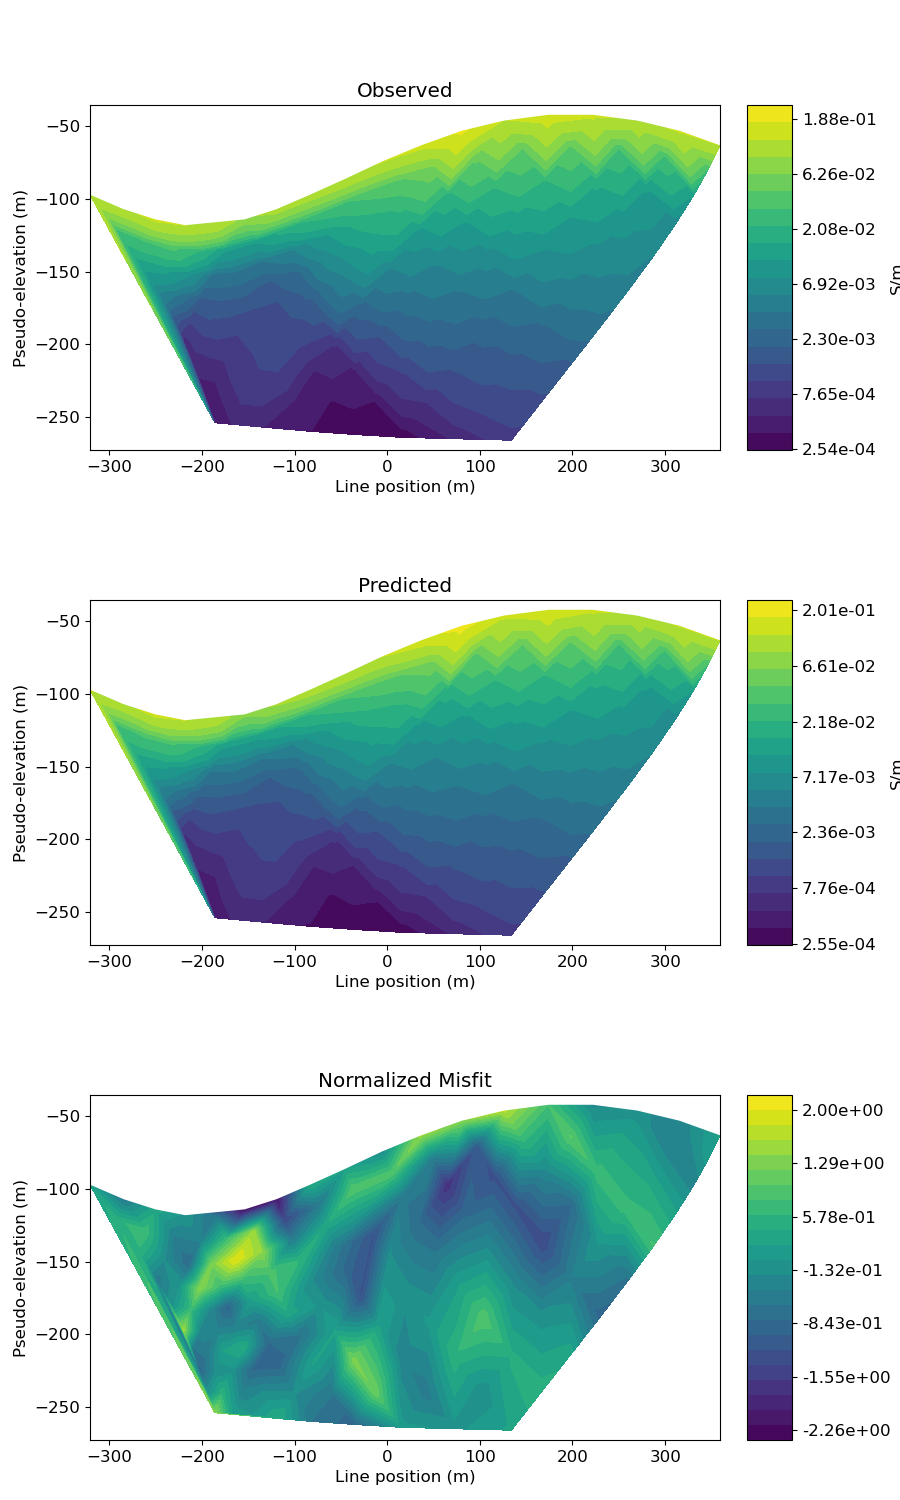 Observed
Pseudo-elevation (m)
−50
−100
−150
−200
−250
−300 −200 −100 0 100 200 300
Line position (m)
1.88e-01
6.26e-02
2.08e-02
6.92e-03
2.30e-03
7.65e-04
2.54e-04
S/m
Predicted
Pseudo-elevation (m)
−50
−100
−150
−200
−250
−300 −200 −100 0 100 200 300
Line position (m)
2.01e-01
6.61e-02
2.18e-02
7.17e-03
2.36e-03
7.76e-04
2.55e-04
S/m
Normalized Misfit
Pseudo-elevation (m)
−50
−100
−150
−200
−250
−300 −200 −100 0 100 200 300
Line position (m)
2.00e+00
1.29e+00
5.78e-01
-1.32e-01
-8.43e-01
-1.55e+00
-2.26e+00